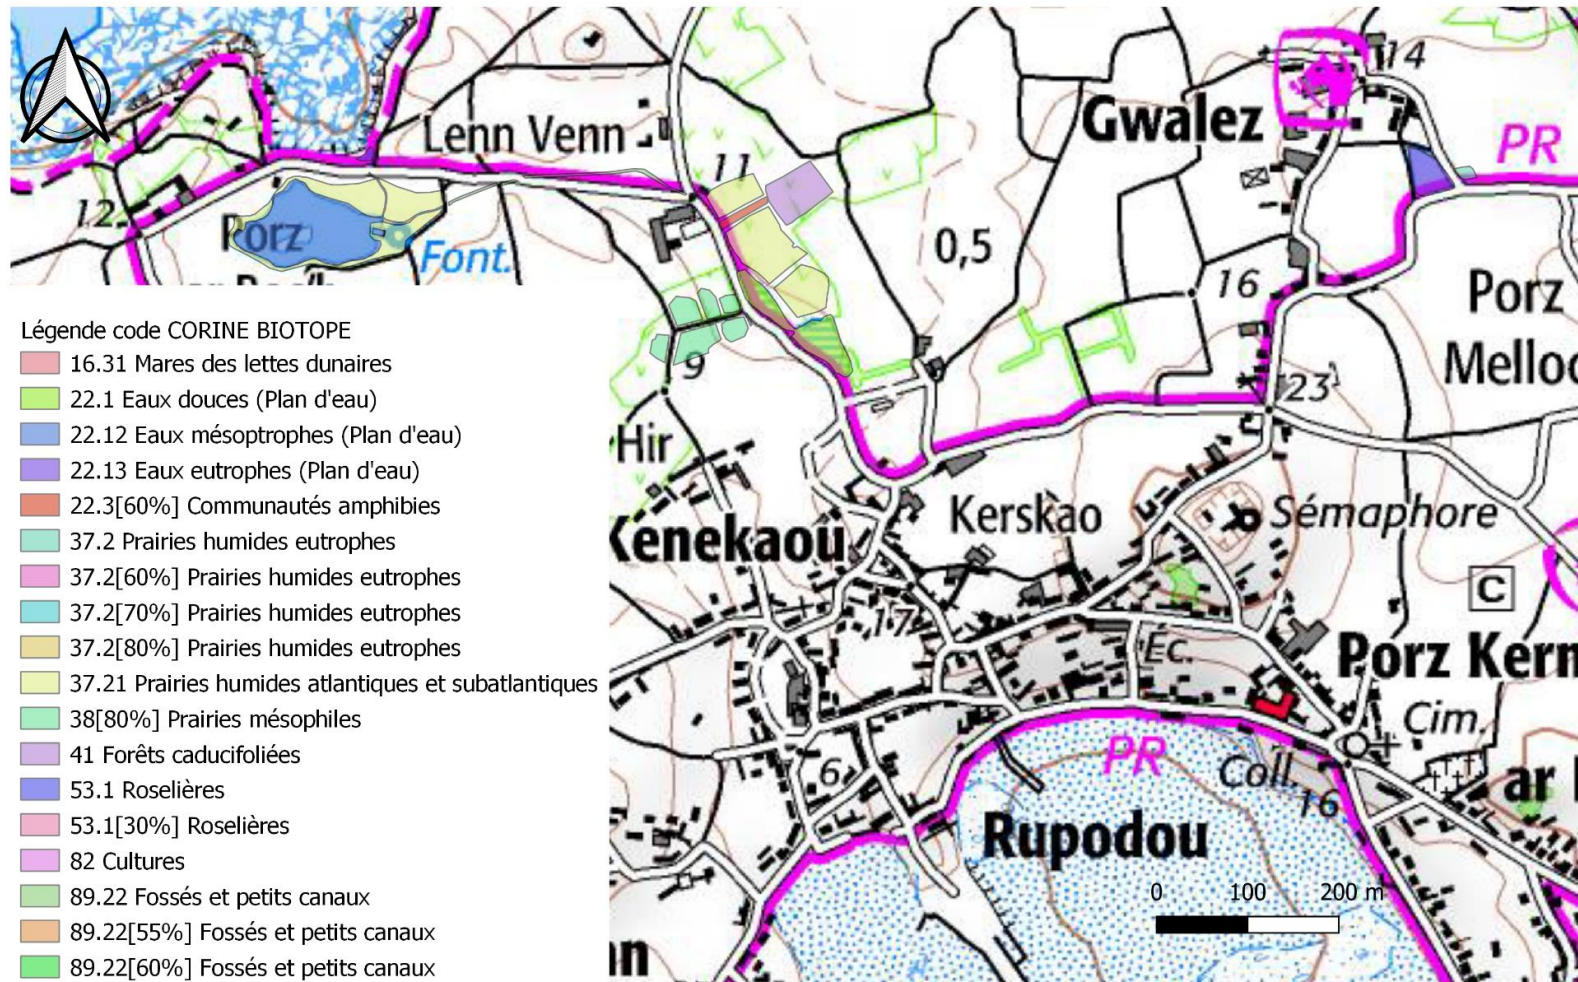 14
Gwalez
PR
Lenn Venn
11
12
Porz
Font.
0,5
16
Porz
Melloc
9
23
Hir
Kenekaou
Kerskao
Sémaphore
C
17
Éc.
Porz Kern
Cim.
6
PR
Coll.
16
ar
Rupodou
0 100 200 m
Légende code CORINE BIOTOPE
16.31 Mares des lettes dunaires
22.1 Eaux douces (Plan d'eau)
22.12 Eaux mésoptrophes (Plan d'eau)
22.13 Eaux eutrophes (Plan d'eau)
22.3[60%] Communautés amphibies
37.2 Prairies humides eutrophes
37.2[60%] Prairies humides eutrophes
37.2[70%] Prairies humides eutrophes
37.2[80%] Prairies humides eutrophes
37.21 Prairies humides atlantiques et subatlantiques
38[80%] Prairies mésophiles
41 Forêts caducifoliées
53.1 Roselières
53.1[30%] Roselières
82 Cultures
89.22 Fossés et petits canaux
89.22[55%] Fossés et petits canaux
89.22[60%] Fossés et petits canaux